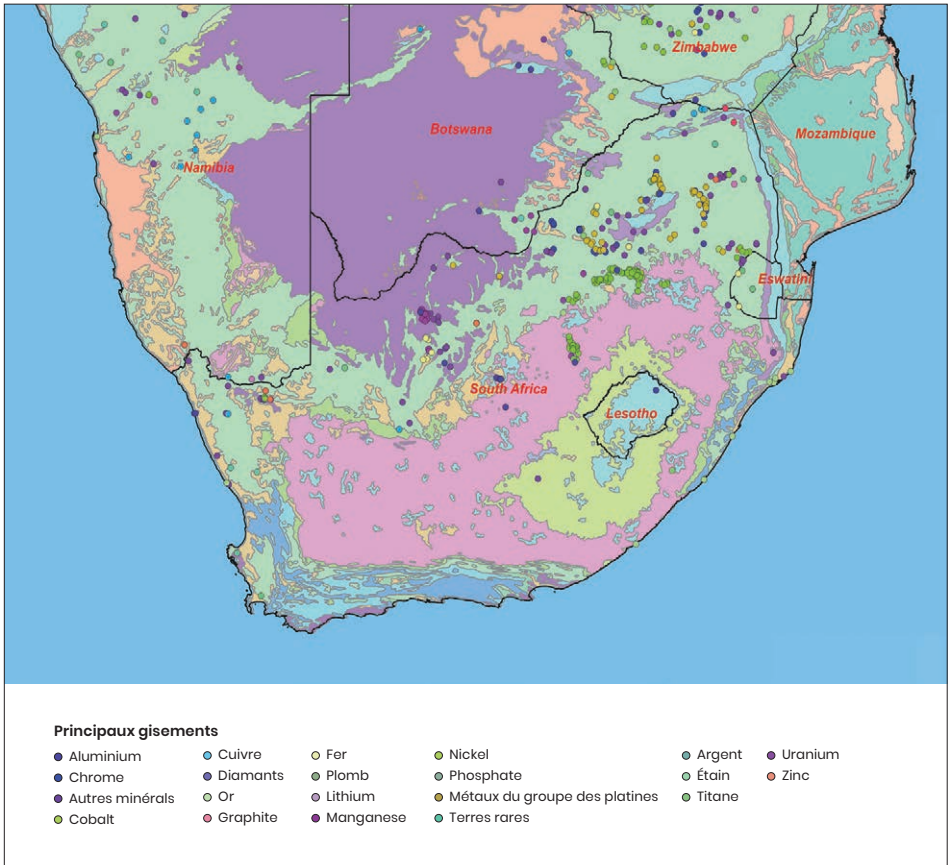 Zimbabwe
Botswana
Mozambique
Namibia
Eswatini
South Africa
Lesotho
Principaux gisements
Aluminium
Chrome
Autres minérals
Cobalt
Cuivre
Diamants
Or
Graphite
Fer
Plomb
Lithium
Manganese
Nickel
Phosphate
Métaux du groupe des platines
Terres rares
Argent
Étain
Titane
Uranium
Zinc